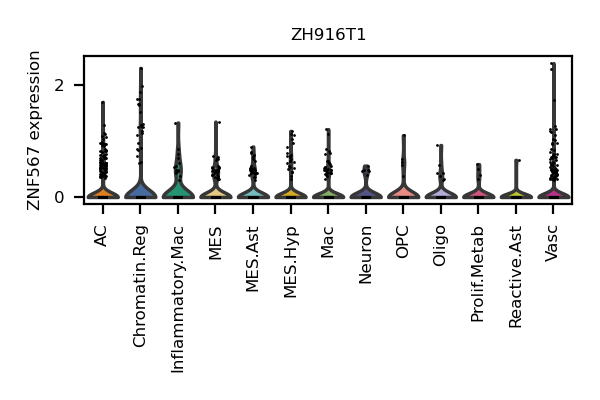 ZH916T1
ZNF567 expression
2
0
AC
Chromatin.Reg
Inflammatory.Mac
MES
MES.Ast
MES.Hyp
Mac
Neuron
OPC
Oligo
Prolif.Metab
Reactive.Ast
Vasc